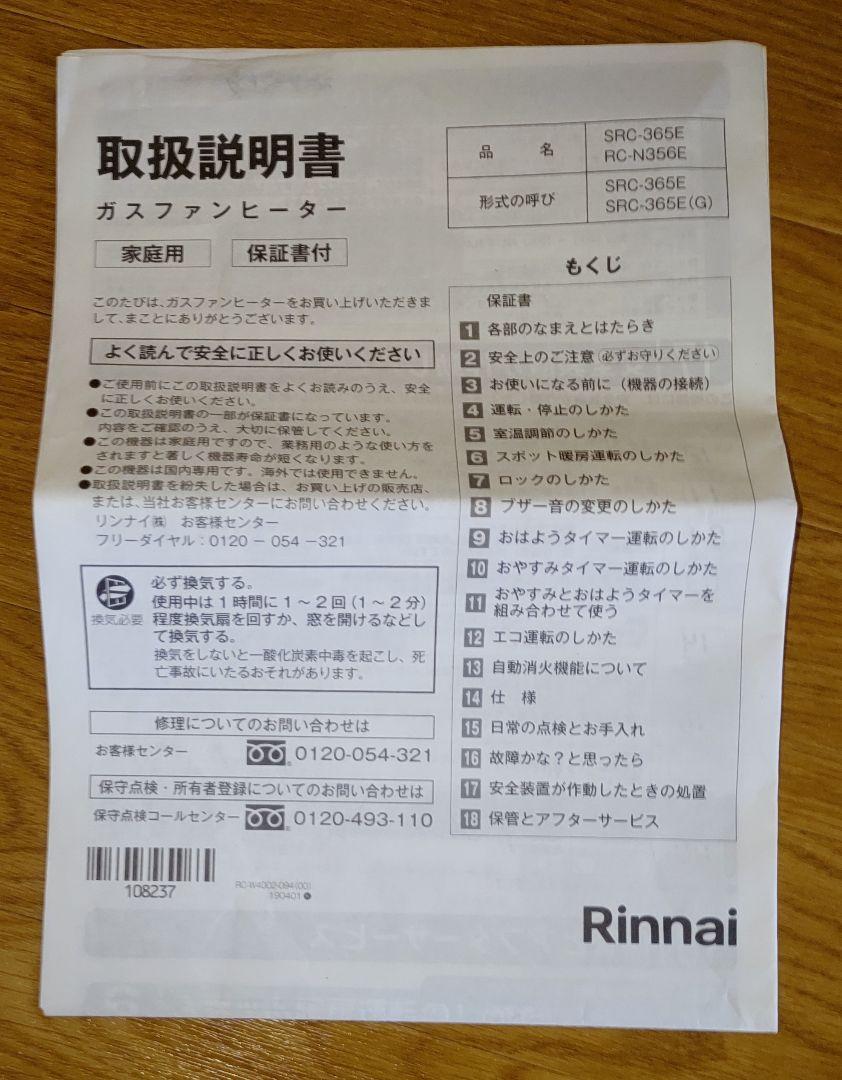 取扱説明書
ガスファンヒーター
家庭用
保証書付
品名
SRC-365E
RC-N356E
形式の呼び
SRC-365E
SRC-365E(G)
このたびは、ガスファンヒーターをお買い上げいただきま
して、まことにありがとうございます。
よく読んで安全に正しくお使いください
●ご使用前にこの取扱説明書をよくお読みのうえ、安全
に正しくお使いください。
●この取扱説明書の一部が保証書になっています。
内容をご確認のうえ、大切に保管してください。
●この機器は家庭用ですので、業務用のような使い方を
されますと著しく機器寿命が短くなります。
●この機器は国内専用です。海外では使用できません。
●取扱説明書を紛失した場合は、お買い上げの販売店、
または、当社お客様センターにお問い合わせください。
リンナイ㈱ お客様センター
フリーダイヤル:0120-054-321
換気必要
必ず換気する。
使用中は1時間に1〜2回(1〜2分)
程度換気扇を回すか、窓を開けるなどし
て換気する。
換気をしないと一酸化炭素中毒を起こし、死
亡事故にいたるおそれがあります。
修理についてのお問い合わせは
お客様センター 0120-054-321
保守点検・所有者登録についてのお問い合わせは
保守点検コールセンター 0120-493-110
108237
RC-W4002-094(00)
190401
もくじ
保証書
1 各部のなまえとはたらき
2 安全上のご注意(必ずお守りください)
3 お使いになる前に(機器の接続)
4 運転・停止のしかた
5 室温調節のしかた
6 スポット暖房運転のしかた
7 ロックのしかた
8 ブザー音の変更のしかた
9 おはようタイマー運転のしかた
10 おやすみタイマー運転のしかた
11 おやすみとおはようタイマーを
組み合わせて使う
12 エコ運転のしかた
13 自動消火機能について
14 仕様
15 日常の点検とお手入れ
16 故障かな?と思ったら
17 安全装置が作動したときの処置
18 保管とアフターサービス
Rinnai